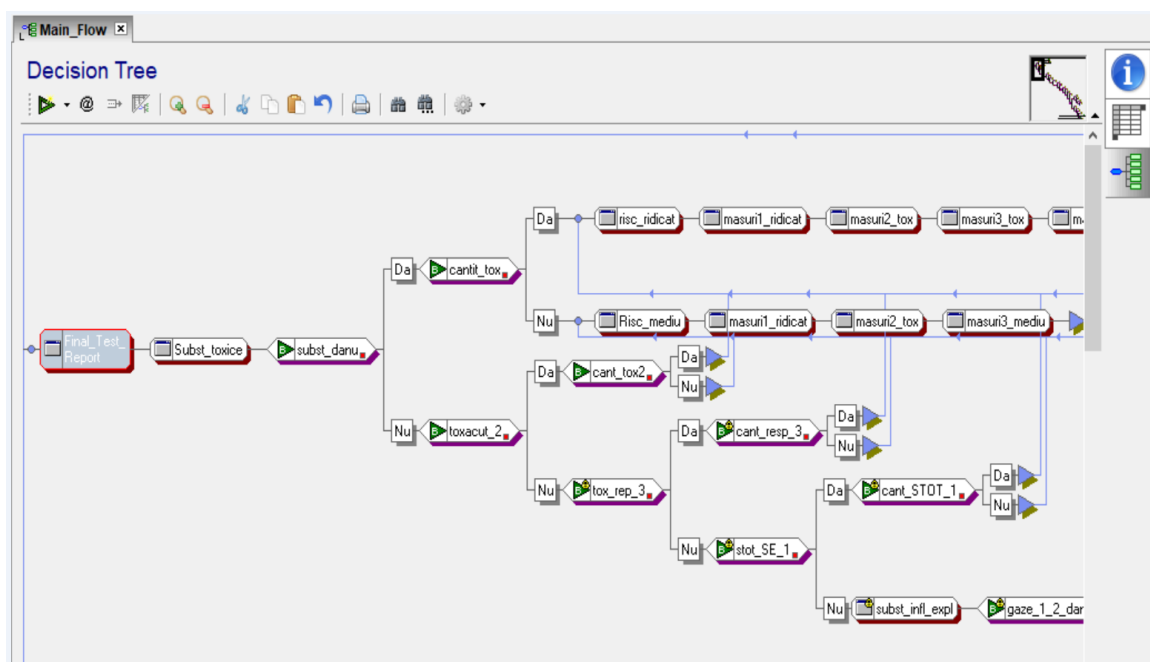 Main_Flow
Decision Tree
Da
risc_ridicat
masuri1_ridicat
masuri2_tox
masuri3_tox
Da
cantit_tox
Nu
Risc_mediu
masuri1_ridicat
masuri2_tox
masuri3_mediu
Final_Test_
Report
Subst_toxice
subst_danu
Da
cant_tox2
Da
Nu
Nu
toxacut_2
Da
cant_resp_3
Da
Nu
Nu
tox_rep_3
Da
cant_STOT_1
Da
Nu
Nu
stot_SE_1
Nu
subst_infl_expl
gaze_1_2_dar